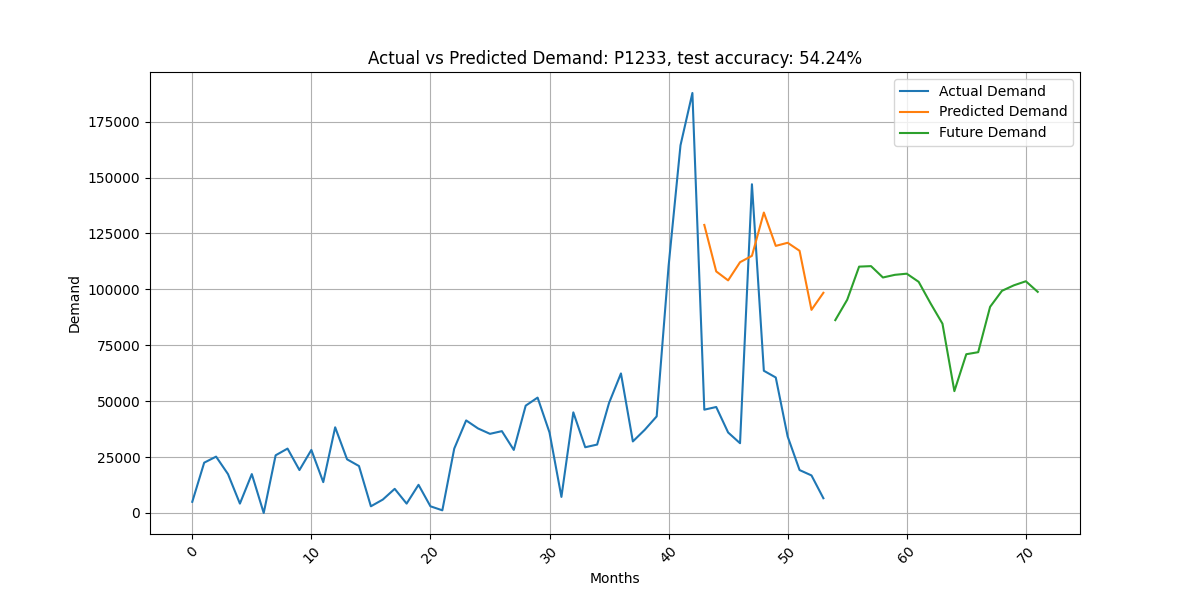 Actual vs Predicted Demand: P1233, test accuracy: 54.24%
Actual Demand
Predicted Demand
Future Demand
175000
150000
125000
100000
75000
50000
25000
0
Demand
0
10
20
30
40
50
60
70
Months